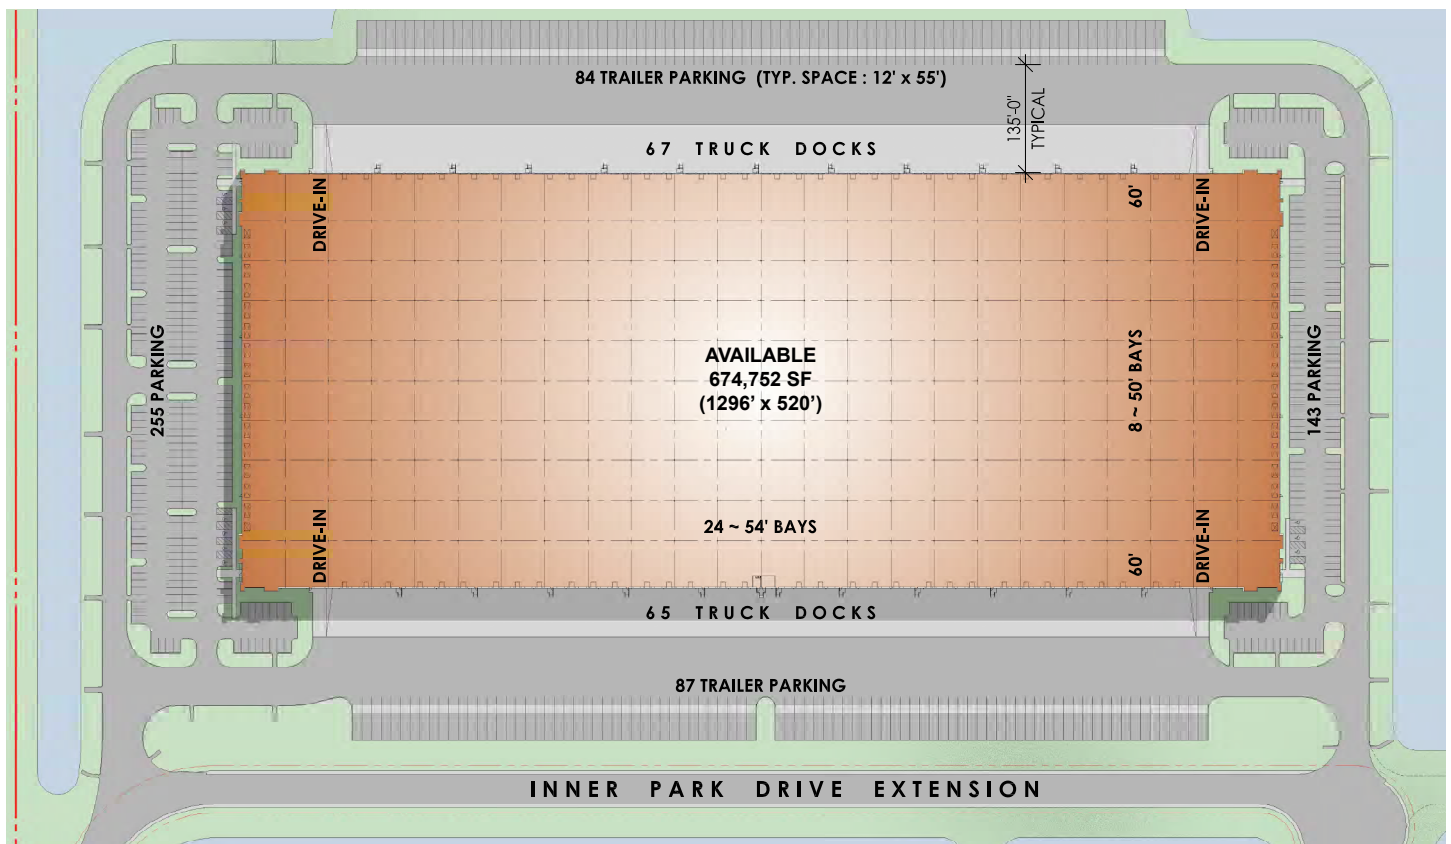 84 TRAILER PARKING (TYP. SPACE : 12' x 55')
135'-0"
TYPICAL
67 TRUCK DOCKS
DRIVE-IN
60'
DRIVE-IN
255 PARKING
AVAILABLE
674,752 SF
(1296' x 520')
8 ~ 50' BAYS
143 PARKING
24 ~ 54' BAYS
DRIVE-IN
60'
DRIVE-IN
65 TRUCK DOCKS
87 TRAILER PARKING
INNER PARK DRIVE EXTENSION